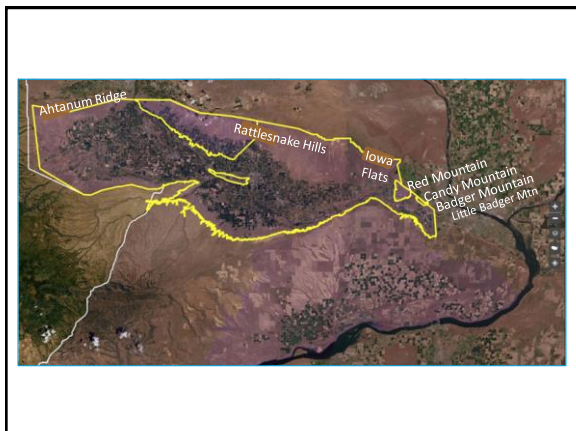 Ahtanum Ridge
Rattlesnake Hills
Iowa
Flats
Red Mountain
Candy Mountain
Badger Mountain
Little Badger Mtn